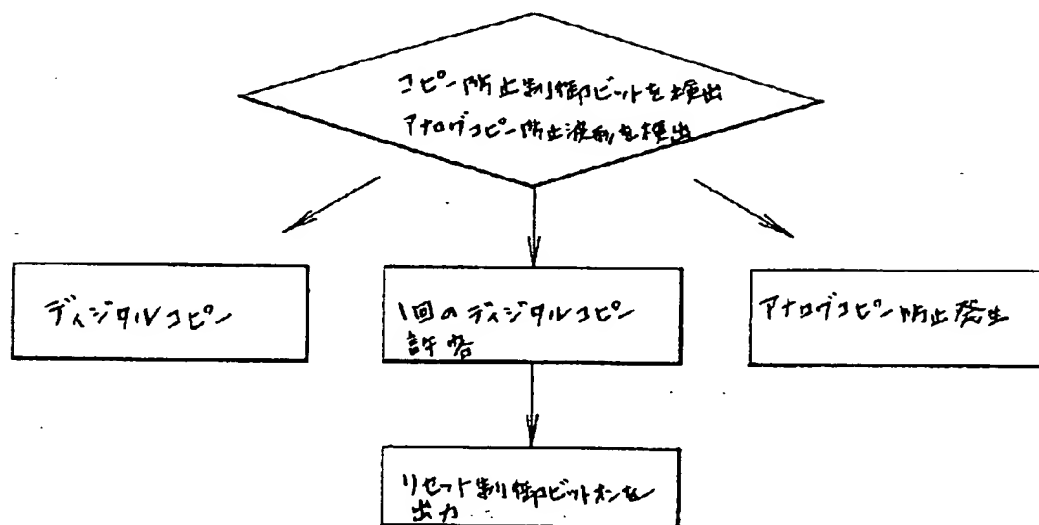 コピー防止制御ビットを検出
アナログコピー防止波形を検出
ディジタルコピー
1回のディジタルコピー
許容
アナログコピー防止発生
リセット制御ビットオンを
出力